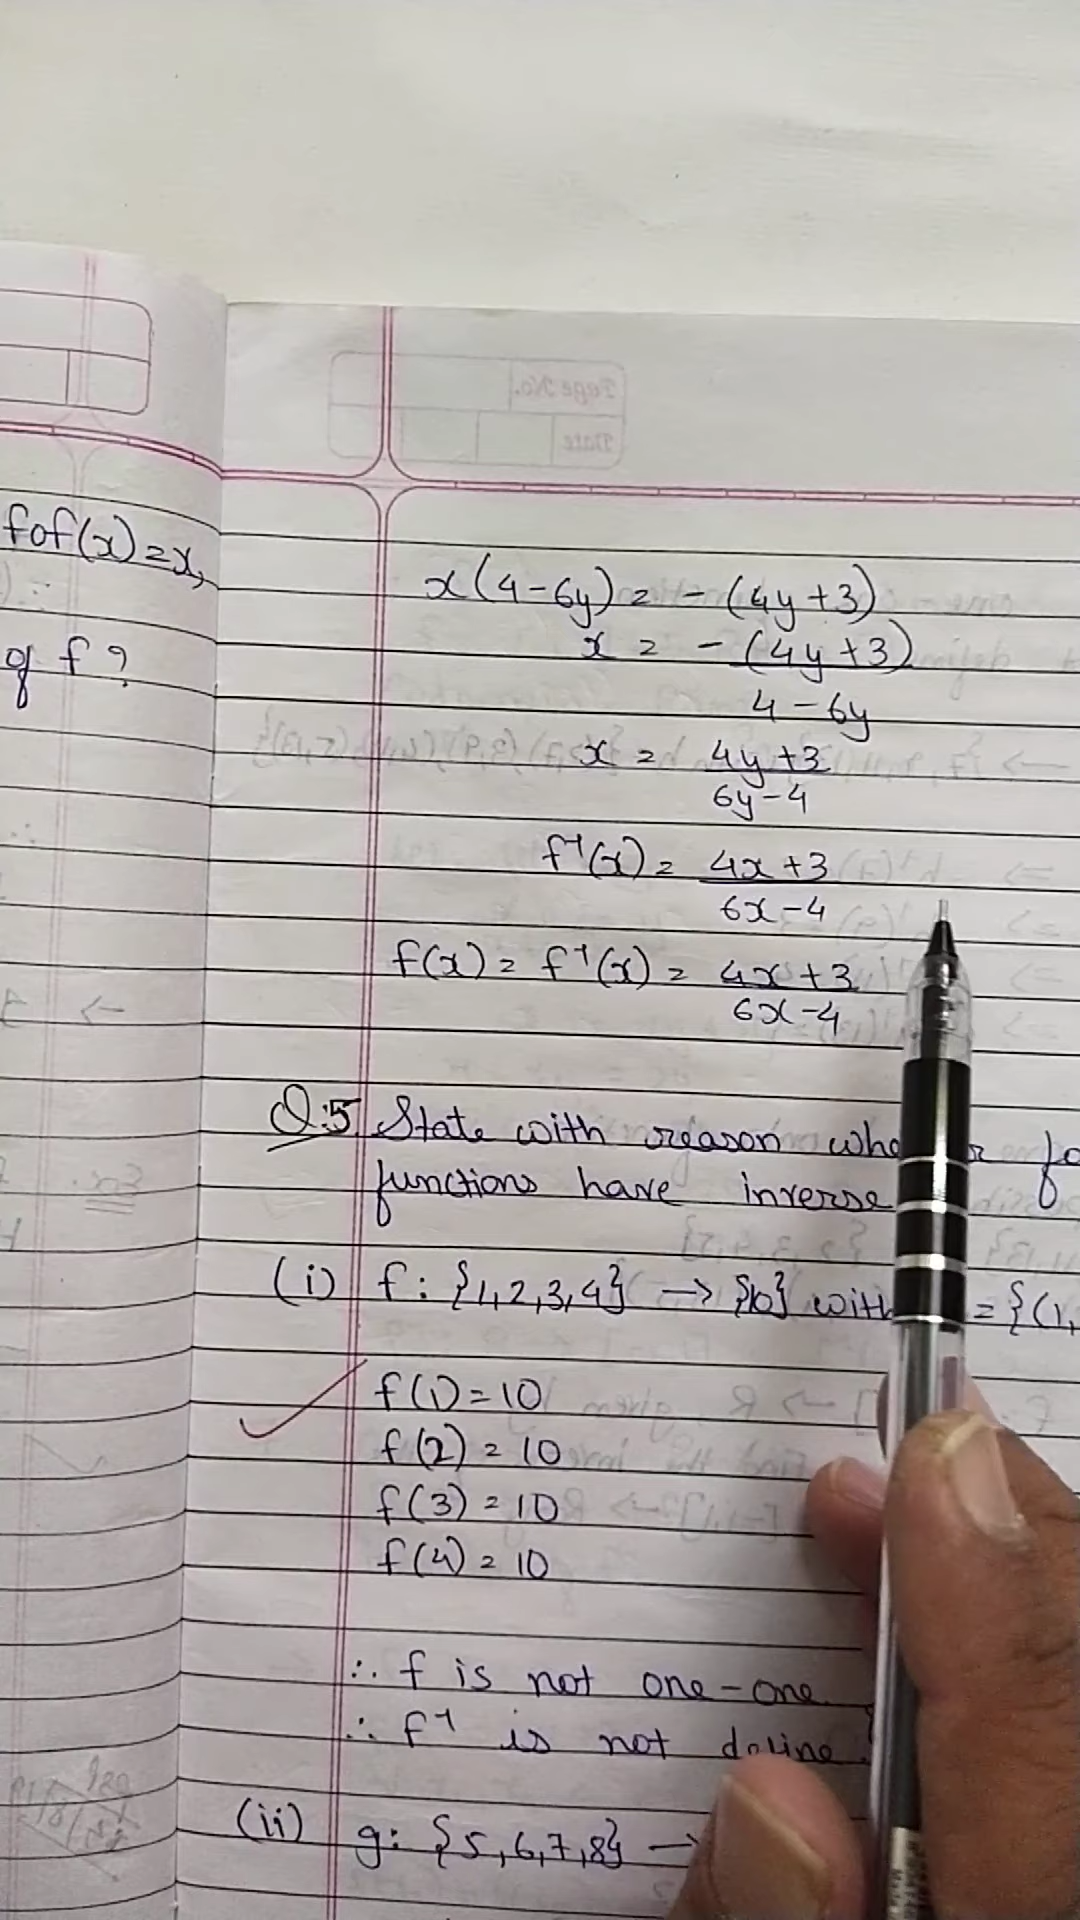 fof(x)=x,
of f?
x(4-6y) = -(4y+3)
x = -(4y+3)
4-6y
x = 4y+3
6y-4
f⁻¹(x) = 4x+3
6x-4
f(x) = f⁻¹(x) = 4x+3
6x-4
Q:5 State with reason
functions have inverse
(i) f: {1,2,3,4} → {10} with = {(1,
f(1)=10
f(2) = 10
f(3) = 10
f(4) = 10
∴ f is not one-one.
∴ f⁻¹ is not define.
(ii) g: {5,6,7,8} →